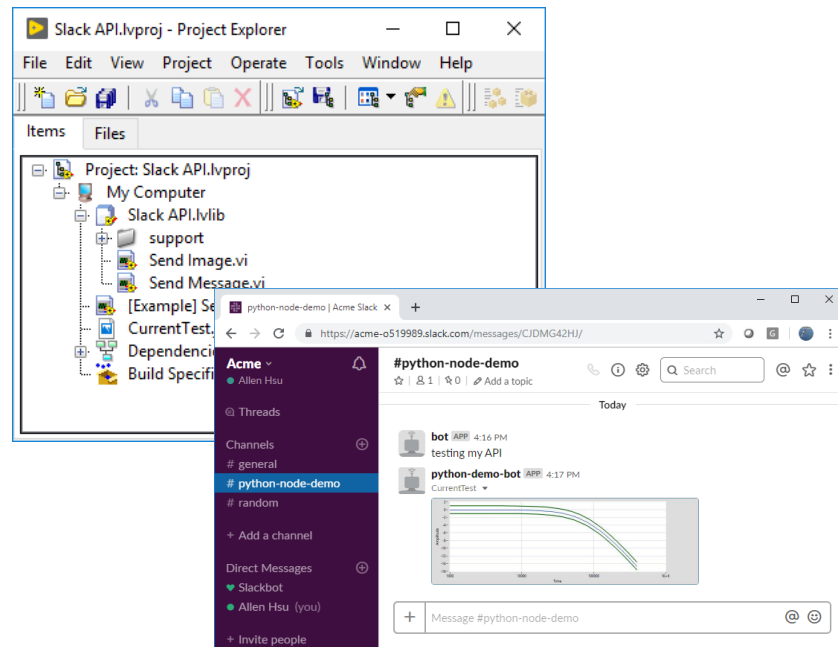 Slack API.lvproj - Project Explorer
File Edit View Project Operate Tools Window Help
Items Files
Project: Slack API.lvproj
My Computer
Slack API.lvlib
support
Send Image.vi
Send Message.vi
[Example] Se
CurrentTest.
Dependenci
Build Specifi
python-node-demo | Acme Slack
https://acme-o519989.slack.com/messages/CJDMG42HJ/
G
Acme
Allen Hsu
Threads
Channels
# general
# python-node-demo
# random
+ Add a channel
Direct Messages
Slackbot
Allen Hsu (you)
+ Invite people
#python-node-demo
1 | 0 | Add a topic
Search
Today
bot APP 4:16 PM
testing my API
python-demo-bot APP 4:17 PM
CurrentTest
Amplitude
Time
Message #python-node-demo